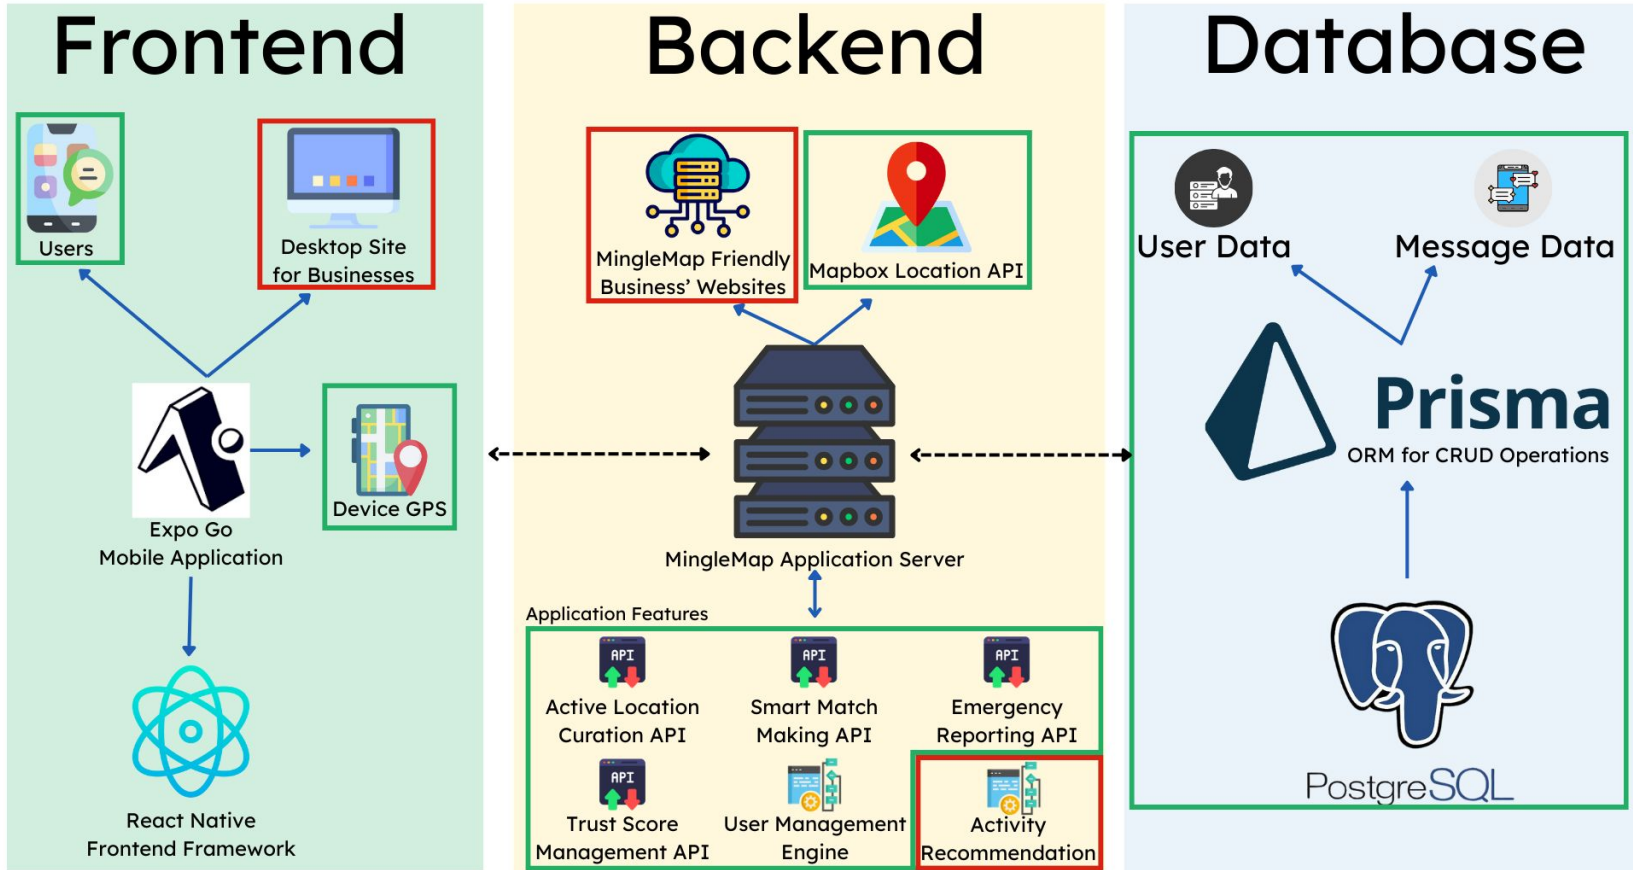 Frontend
Users
Desktop Site
for Businesses
Expo Go
Mobile Application
Device GPS
React Native
Frontend Framework
Backend
MingleMap Friendly
Business' Websites
Mapbox Location API
MingleMap Application Server
Application Features
API
Active Location
Curation API
API
Smart Match
Making API
API
Emergency
Reporting API
API
Trust Score
Management API
User Management
Engine
Activity
Recommendation
Database
User Data
Message Data
Prisma
ORM for CRUD Operations
PostgreSQL